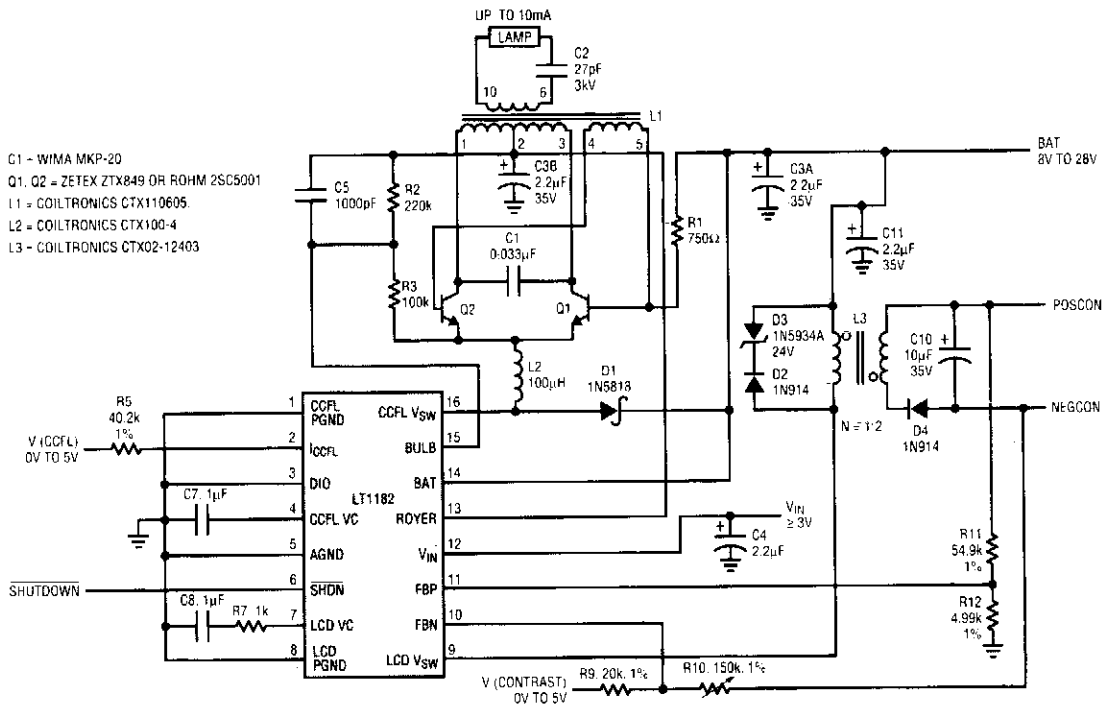 UP TO 10mA
LAMP
C2
27pF
3kV
10
6
L1
1
2
3
4
5
C1 - WIMA MKP-20
Q1, Q2 = ZETEX ZTX849 OR ROHM 2SC5001
L1 = COILTRONICS CTX110605
L2 = COILTRONICS CTX100-4
L3 - COILTRONICS CTX02-12403
C5
1000pF
R2
220k
+
C3B
2.2µF
35V
R1
750Ω
+
C3A
2.2µF
35V
BAT
8V TO 28V
+
C11
2.2µF
35V
C1
0.033µF
R3
100k
Q2
Q1
L2
100µH
D1
1N5818
D3
1N5934A
24V
D2
1N914
L3
N = 1:2
+
C10
10µF
35V
D4
1N914
POSCON
NEGCON
R5
40.2k
1%
V (CCFL)
0V TO 5V
C7, 1µF
SHUTDOWN
C8, 1µF
R7, 1k
LT1182
1
CCFL
PGND
2
ICCFL
3
DIO
4
CCFL VC
5
AGND
6
SHDN
7
LCD VC
8
LCD
PGND
CCFL VSW
16
BULB
15
BAT
14
ROYER
13
VIN
12
FBP
11
FBN
10
LCD VSW
9
+
C4
2.2µF
VIN
≥ 3V
R11
54.9k
1%
R12
4.99k
1%
V (CONTRAST)
0V TO 5V
R9, 20k, 1%
R10, 150k, 1%